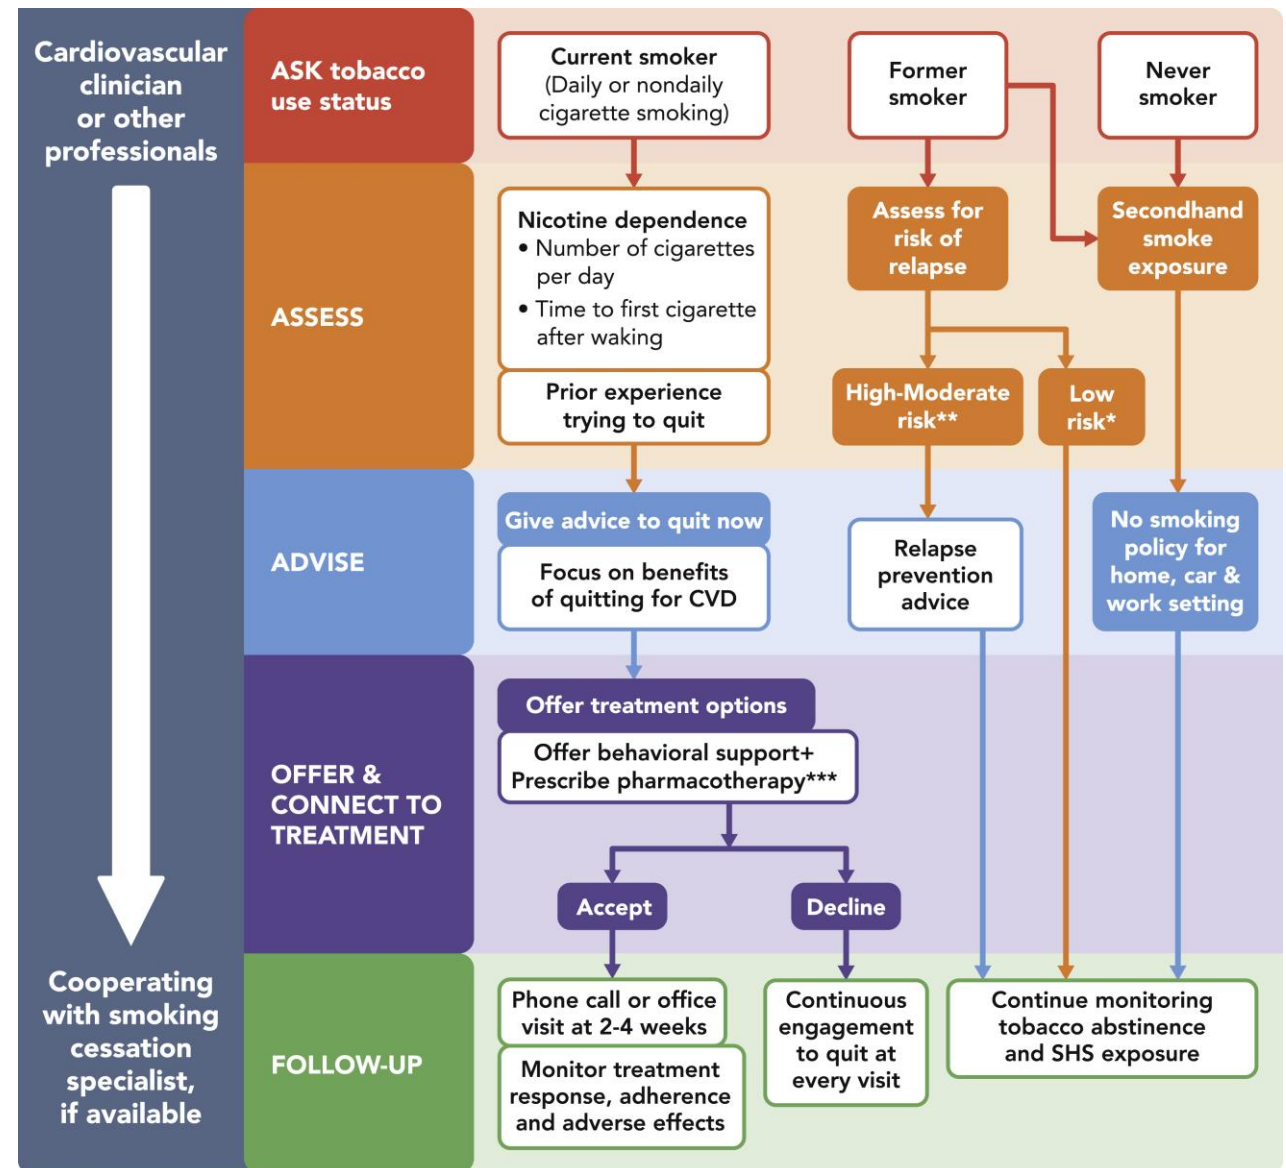 Cardiovascular
clinician
or other
professionals
Cooperating
with smoking
cessation
specialist,
if available
ASK tobacco
use status
Current smoker
(Daily or nondaily
cigarette smoking)
Former
smoker
Never
smoker
ASSESS
Nicotine dependence
• Number of cigarettes
per day
• Time to first cigarette
after waking
Prior experience
trying to quit
Assess for
risk of
relapse
Secondhand
smoke
exposure
High-Moderate
risk**
Low
risk*
ADVISE
Give advice to quit now
Focus on benefits
of quitting for CVD
Relapse
prevention
advice
No smoking
policy for
home, car &
work setting
OFFER &
CONNECT TO
TREATMENT
Offer treatment options
Offer behavioral support+
Prescribe pharmacotherapy***
Accept
Decline
FOLLOW-UP
Phone call or office
visit at 2-4 weeks
Monitor treatment
response, adherence
and adverse effects
Continuous
engagement
to quit at
every visit
Continue monitoring
tobacco abstinence
and SHS exposure